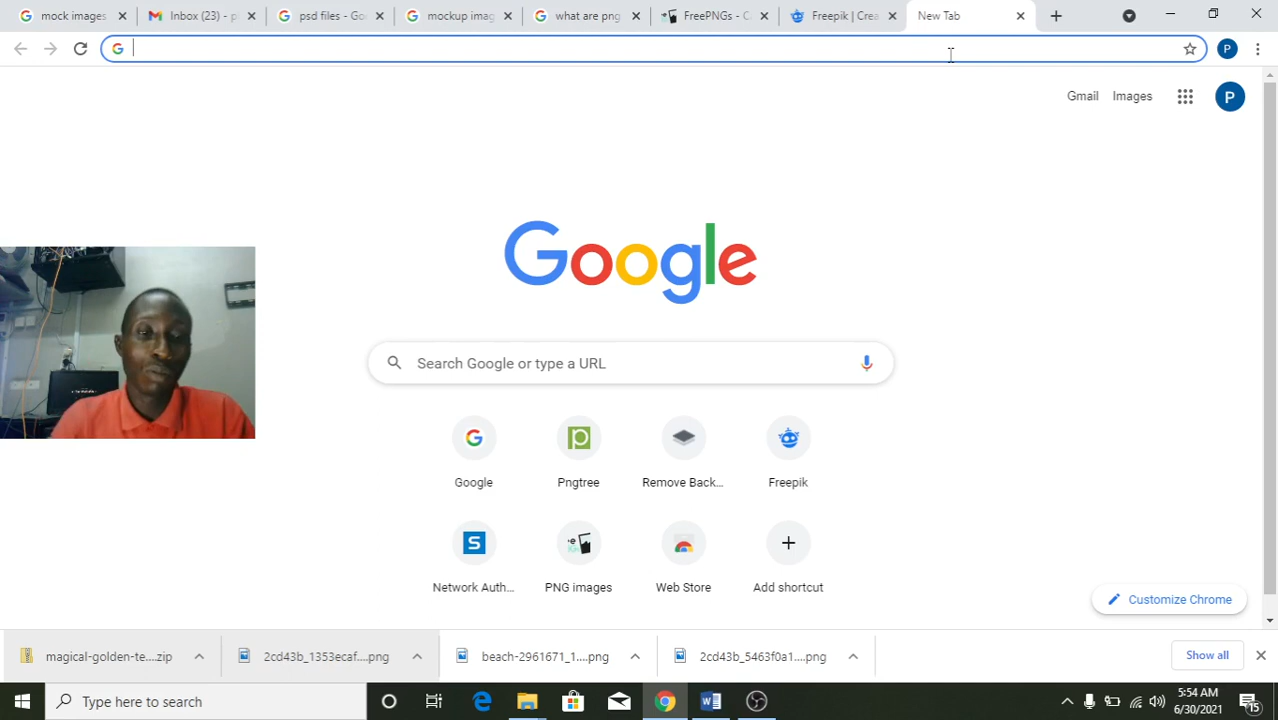 mock images
Inbox (23) - p
psd files - Go
mockup imag
what are png
FreePNGs - C
Freepik | Crea
New Tab
P
Gmail
Images
P
Google
Search Google or type a URL
Google
Pngtree
Remove Back...
Freepik
Network Auth...
PNG images
Web Store
Add shortcut
Customize Chrome
magical-golden-te....zip
2cd43b_1353ecaf....png
beach-2961671_1....png
2cd43b_5463f0a1....png
Show all
Type here to search
5:54 AM
6/30/2021
15